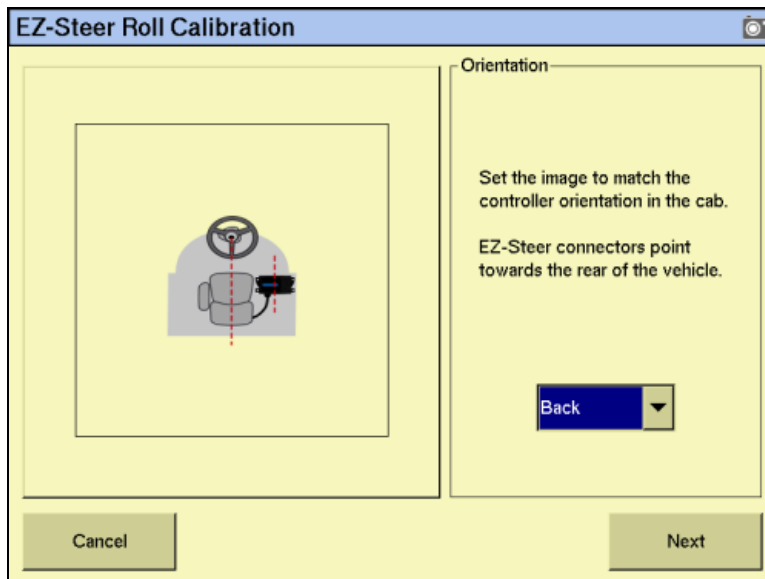 EZ-Steer Roll Calibration
Orientation
Set the image to match the
controller orientation in the cab.
EZ-Steer connectors point
towards the rear of the vehicle.
Back
Cancel
Next